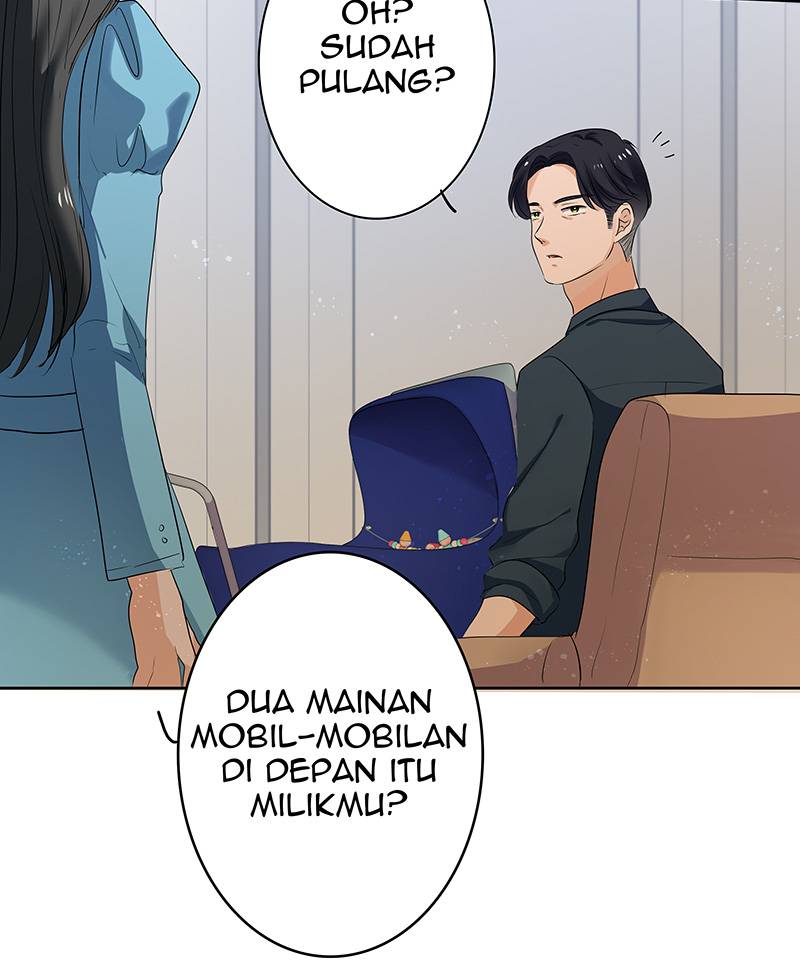 OH?
SUDAH
PULANG?
DUA MAINAN
MOBIL-MOBILAN
DI DEPAN ITU
MILIKMU?